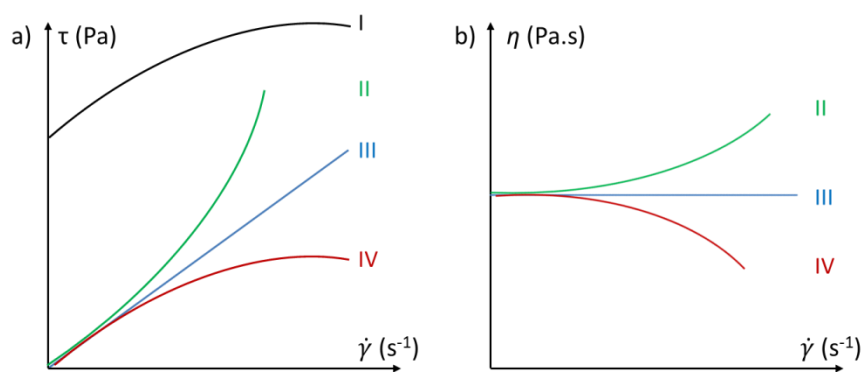 a) τ (Pa)
I
II
III
IV
γ̇ (s⁻¹)
b) η (Pa.s)
II
III
IV
γ̇ (s⁻¹)